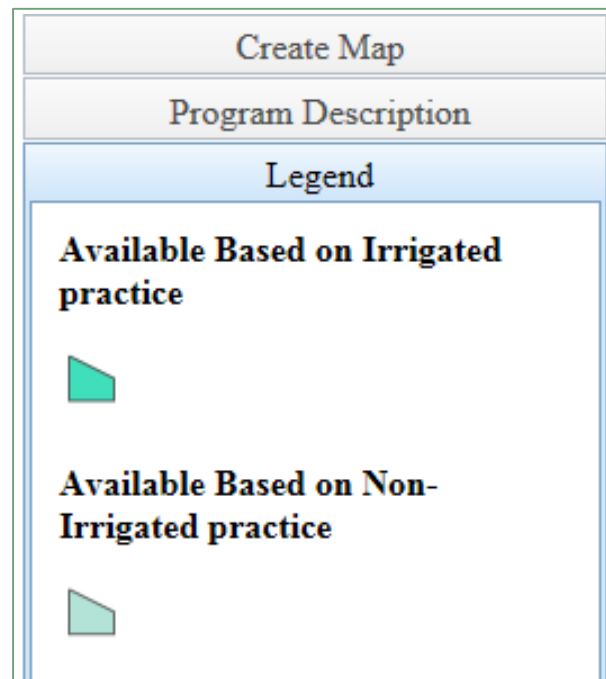 Create Map
Program Description
Legend
Available Based on Irrigated
practice
Available Based on Non-
Irrigated practice